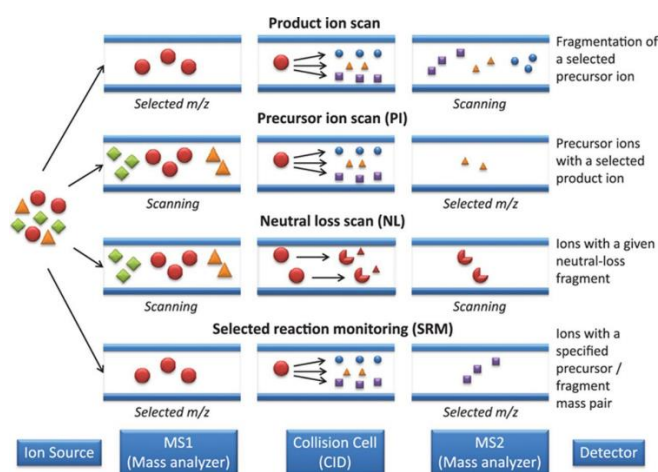 Product ion scan
Selected m/z
Scanning
Fragmentation of
a selected
precursor ion
Precursor ion scan (PI)
Scanning
Selected m/z
Precursor ions
with a selected
product ion
Neutral loss scan (NL)
Scanning
Scanning
Ions with a given
neutral-loss
fragment
Selected reaction monitoring (SRM)
Selected m/z
Selected m/z
Ions with a
specified
precursor /
fragment
mass pair
Ion Source
MS1
(Mass analyzer)
Collision Cell
(CID)
MS2
(Mass analyzer)
Detector